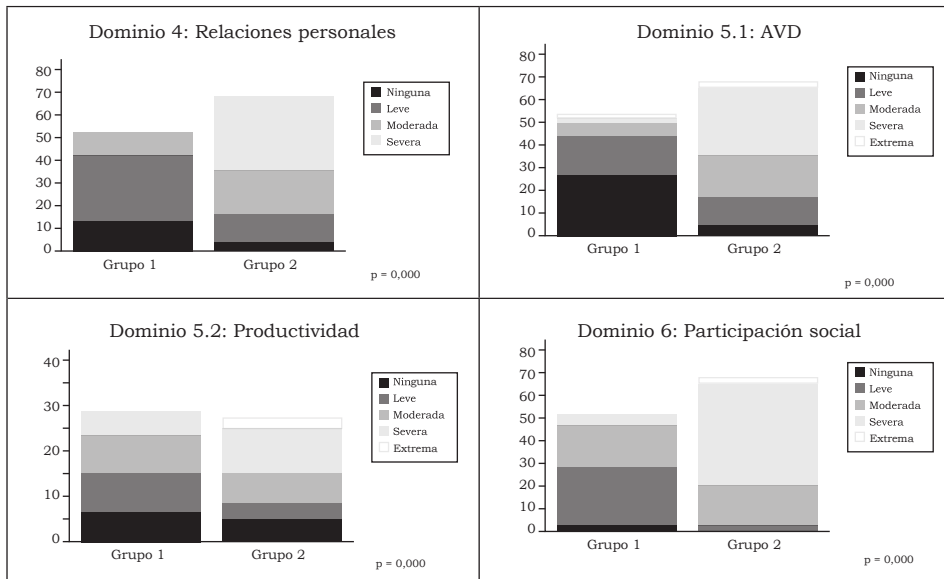 Dominio 4: Relaciones personales
80
70
60
50
40
30
20
10
0
Grupo 1
Grupo 2
Ninguna
Leve
Moderada
Severa
p = 0,000
Dominio 5.1: AVD
80
70
60
50
40
30
20
10
0
Grupo 1
Grupo 2
Ninguna
Leve
Moderada
Severa
Extrema
p = 0,000
Dominio 5.2: Productividad
40
30
20
10
0
Grupo 1
Grupo 2
Ninguna
Leve
Moderada
Severa
Extrema
p = 0,000
Dominio 6: Participación social
80
70
60
50
40
30
20
10
0
Grupo 1
Grupo 2
Ninguna
Leve
Moderada
Severa
Extrema
p = 0,000